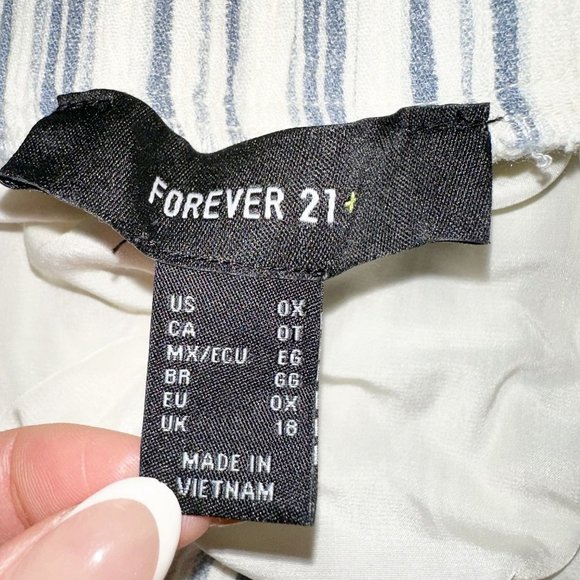 FOREVER 21+
US 0X
CA 0T
MX/ECU EG
BR GG
EU 0X
UK 18
MADE IN
VIETNAM